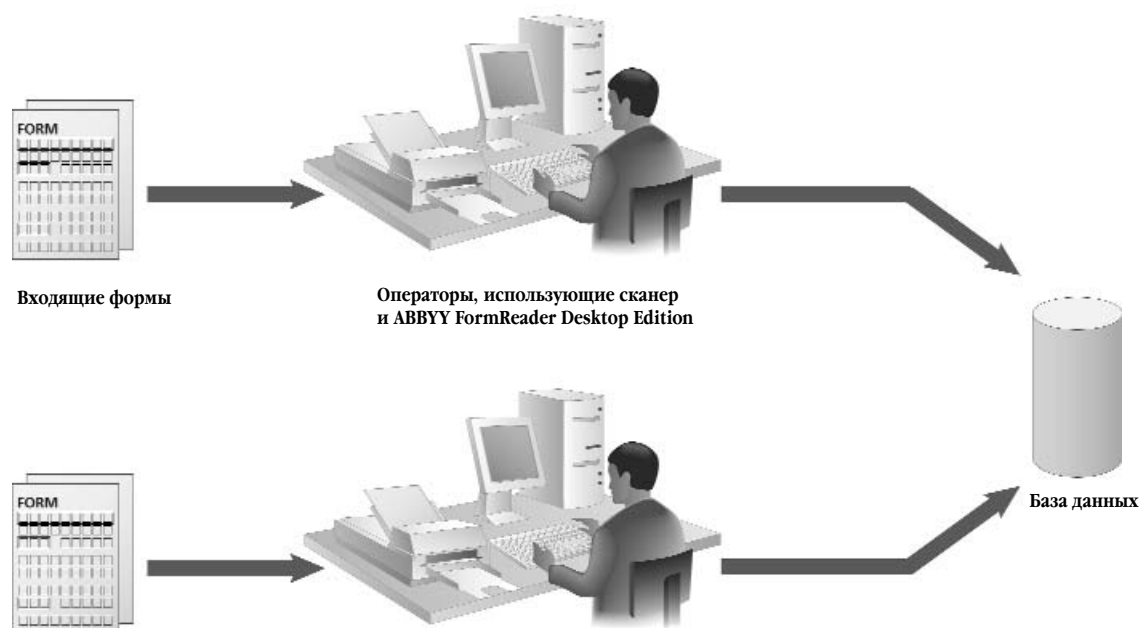 FORM
Входящие формы
Операторы, использующие сканер
и ABBYY FormReader Desktop Edition
База данных
FORM